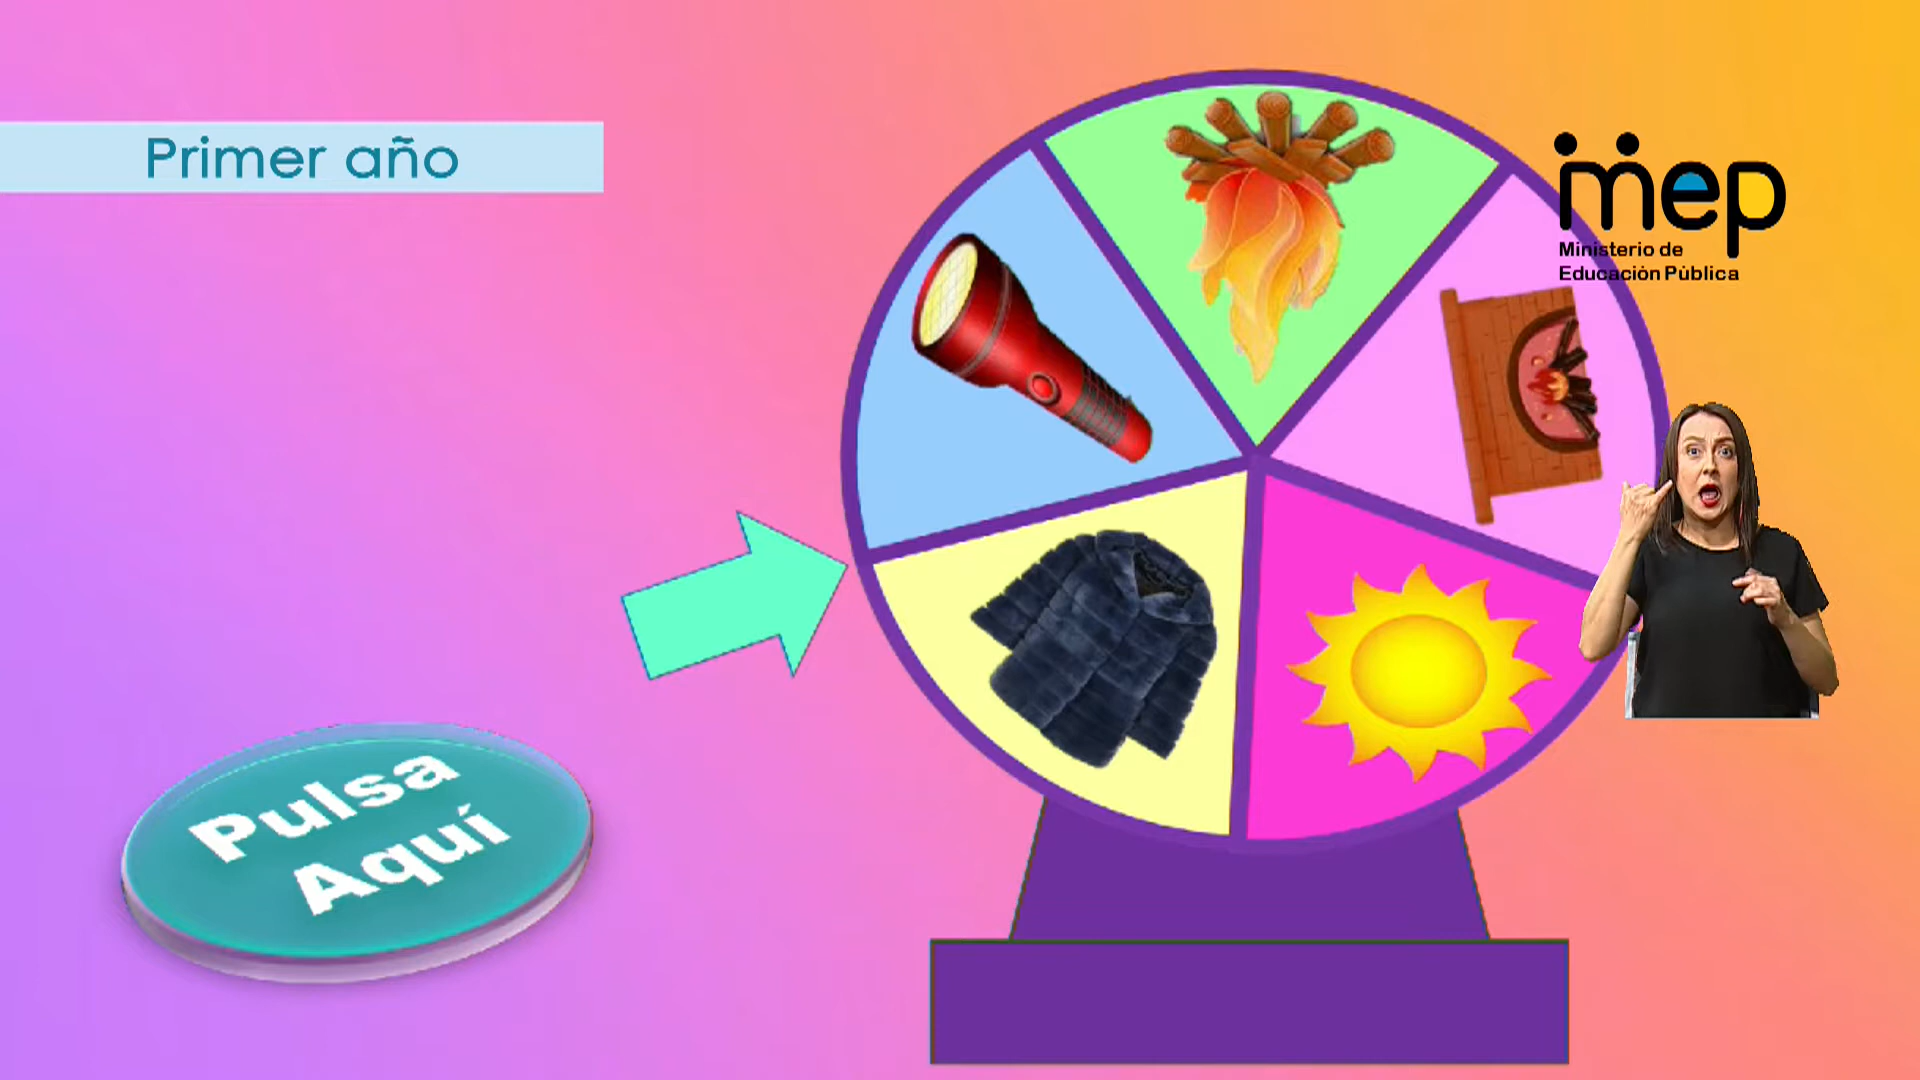 Primer año
mep
Ministerio de
Educación Pública
Pulsa
Aquí